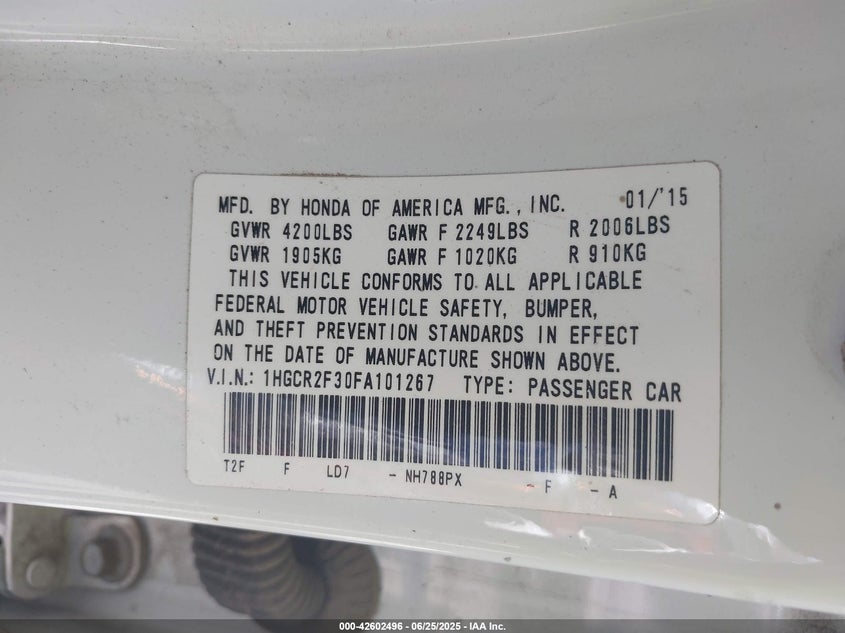 MFD. BY HONDA OF AMERICA MFG., INC. 01/'15
GVWR 4200LBS GAWR F 2249LBS R 2006LBS
GVWR 1905KG GAWR F 1020KG R 910KG
THIS VEHICLE CONFORMS TO ALL APPLICABLE
FEDERAL MOTOR VEHICLE SAFETY, BUMPER,
AND THEFT PREVENTION STANDARDS IN EFFECT
ON THE DATE OF MANUFACTURE SHOWN ABOVE.
V.I.N.: 1HGCR2F30FA101267 TYPE: PASSENGER CAR
T2F F LD7 - NH788PX - F - A
000-42602496 - 06/25/2025 - IAA Inc.